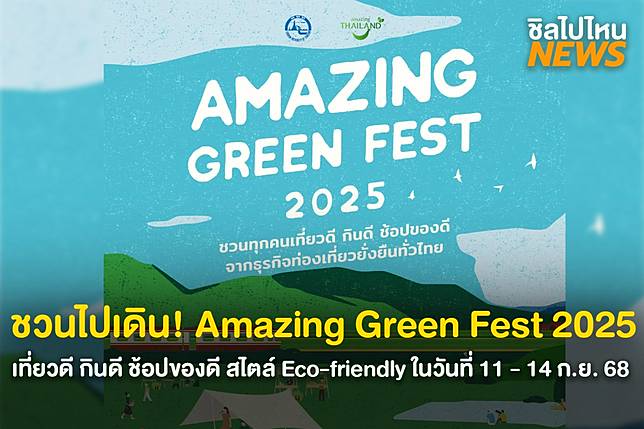 amazing
THAILAND
ชิลไปไหน
NEWS
AMAZING
GREEN FEST
2025
ชวนทุกคนเที่ยวดี กินดี ช้อปของดี
จากธุรกิจท่องเที่ยวยั่งยืนทั่วไทย
ชวนไปเดิน! Amazing Green Fest 2025
เที่ยวดี กินดี ช้อปของดี สไตล์ Eco-friendly ในวันที่ 11 - 14 ก.ย. 68